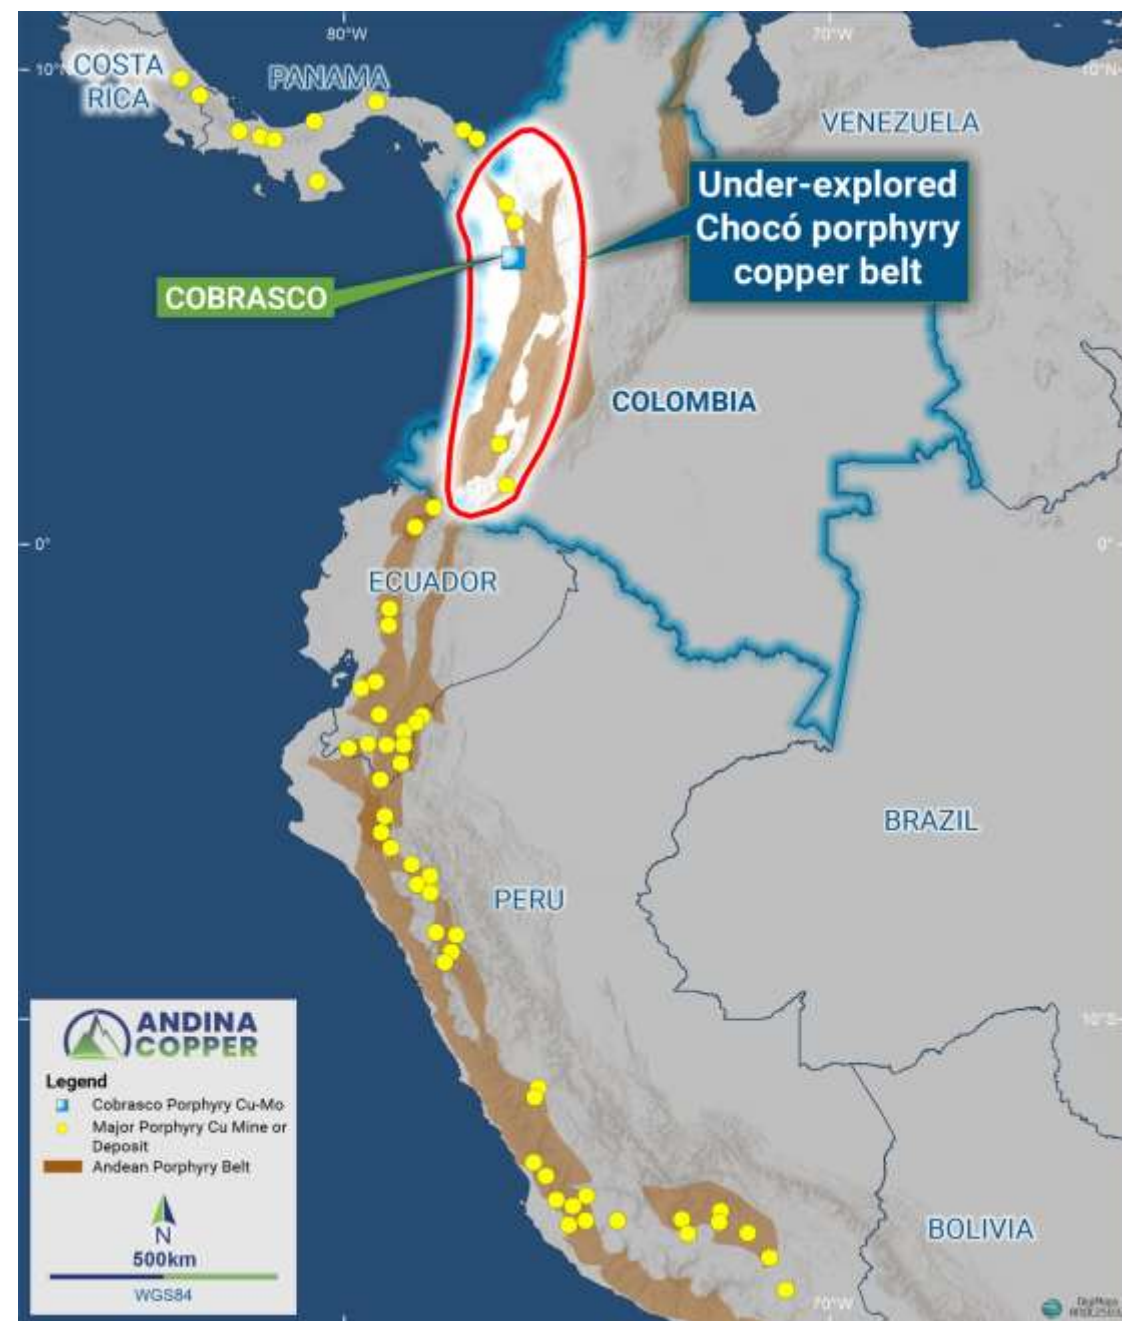 80°W
70°W
10°N
10°N
COSTA
RICA
PANAMA
VENEZUELA
Under-explored
Chocó porphyry
copper belt
COBRASCO
COLOMBIA
0°
0°
ECUADOR
BRAZIL
PERU
ANDINA
COPPER
10°S
Legend
Cobrasco Porphyry Cu-Mo
Major Porphyry Cu Mine or
Deposit
Andean Porphyry Belt
N
500km
WGS84
BOLIVIA
70°W